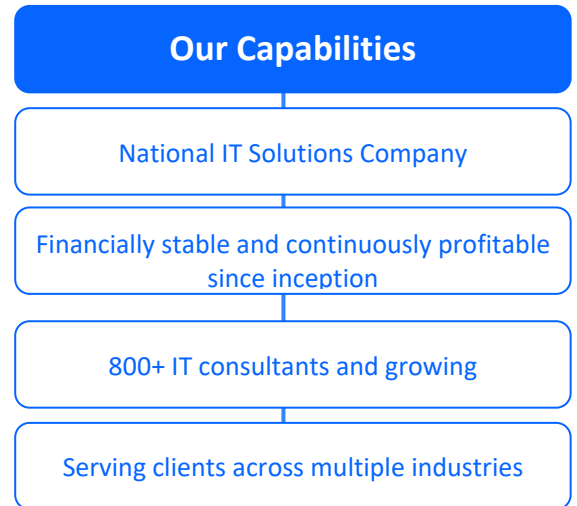 Our Capabilities
National IT Solutions Company
Financially stable and continuously profitable
since inception
800+ IT consultants and growing
Serving clients across multiple industries